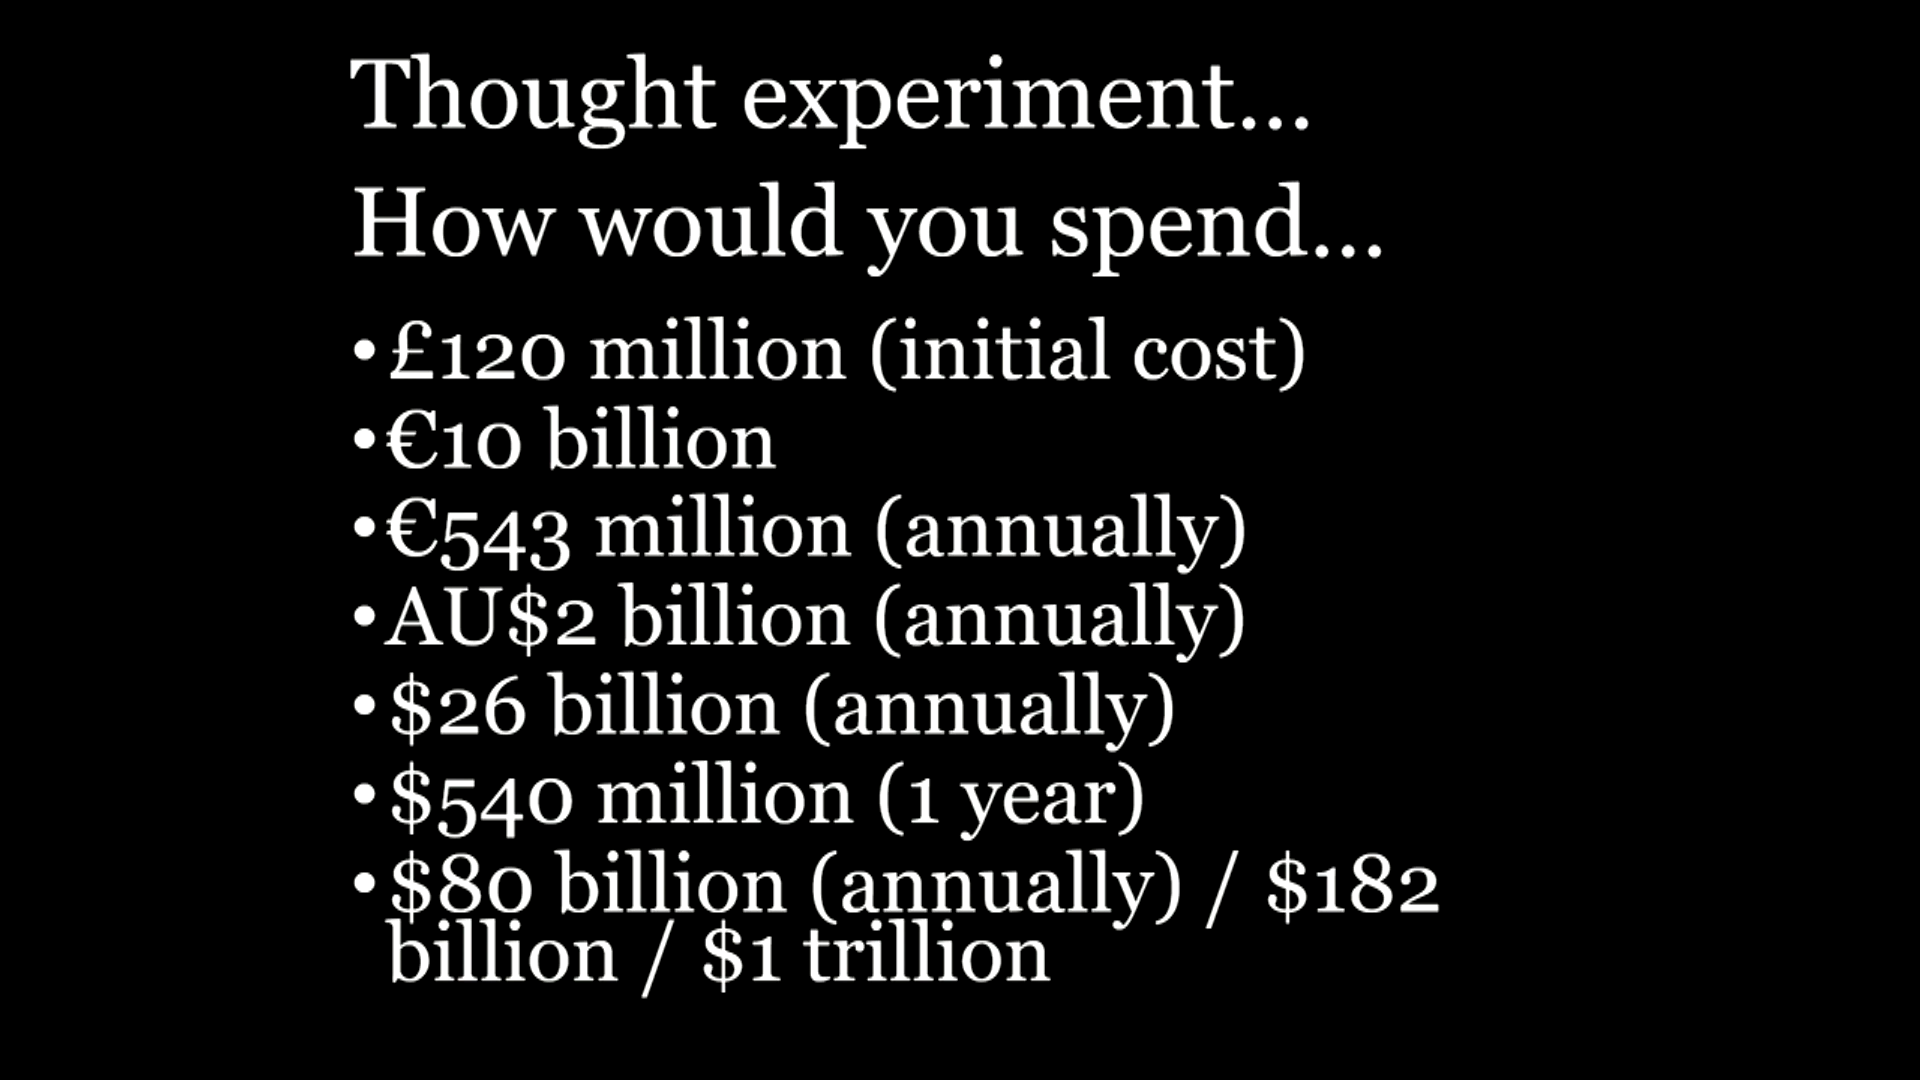 Thought experiment...
How would you spend...
•£120 million (initial cost)
•€10 billion
•€543 million (annually)
•AU$2 billion (annually)
•$26 billion (annually)
•$540 million (1 year)
•$80 billion (annually) / $182
billion / $1 trillion